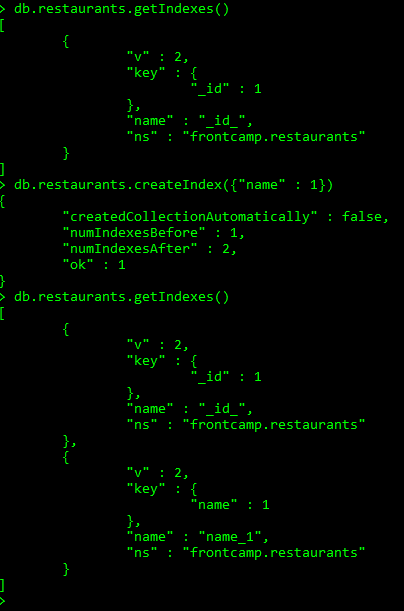 > db.restaurants.getIndexes()
[
        {
                "v" : 2,
                "key" : {
                        "_id" : 1
                },
                "name" : "_id_",
                "ns" : "frontcamp.restaurants"
        }
]
> db.restaurants.createIndex({"name" : 1})
{
        "createdCollectionAutomatically" : false,
        "numIndexesBefore" : 1,
        "numIndexesAfter" : 2,
        "ok" : 1
}
> db.restaurants.getIndexes()
[
        {
                "v" : 2,
                "key" : {
                        "_id" : 1
                },
                "name" : "_id_",
                "ns" : "frontcamp.restaurants"
        },
        {
                "v" : 2,
                "key" : {
                        "name" : 1
                },
                "name" : "name_1",
                "ns" : "frontcamp.restaurants"
        }
]
>